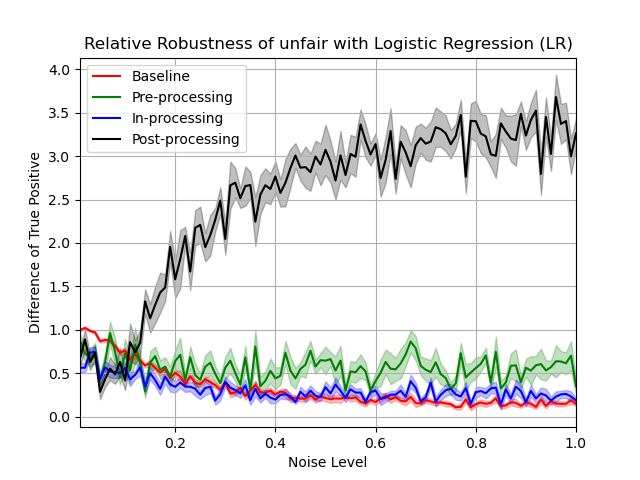 Relative Robustness of unfair with Logistic Regression (LR)
Baseline
Pre-processing
In-processing
Post-processing
Difference of True Positive
4.0
3.5
3.0
2.5
2.0
1.5
1.0
0.5
0.0
0.2 0.4 0.6 0.8 1.0
Noise Level